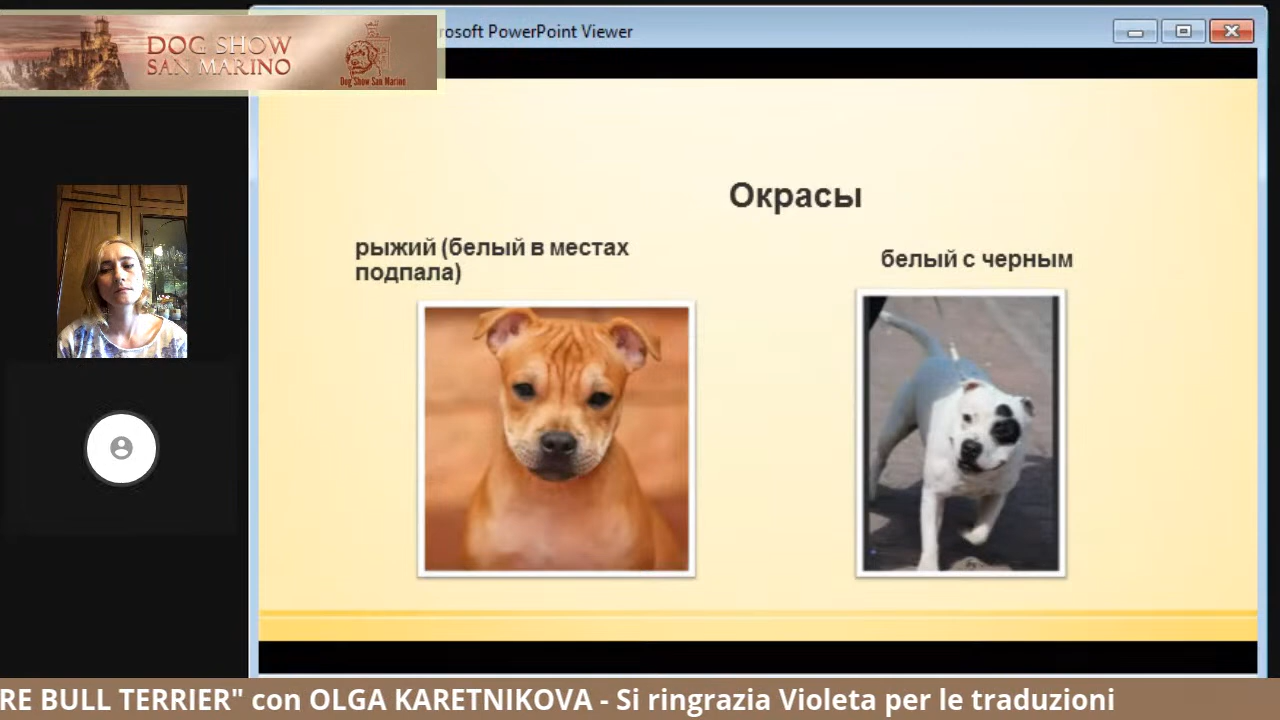 DOG SHOW
SAN MARINO
Dog Show San Marino
rosoft PowerPoint Viewer
Окрасы
рыжий (белый в местах
подпала)
белый с черным
RE BULL TERRIER" con OLGA KARETNIKOVA - Si ringrazia Violeta per le traduzioni